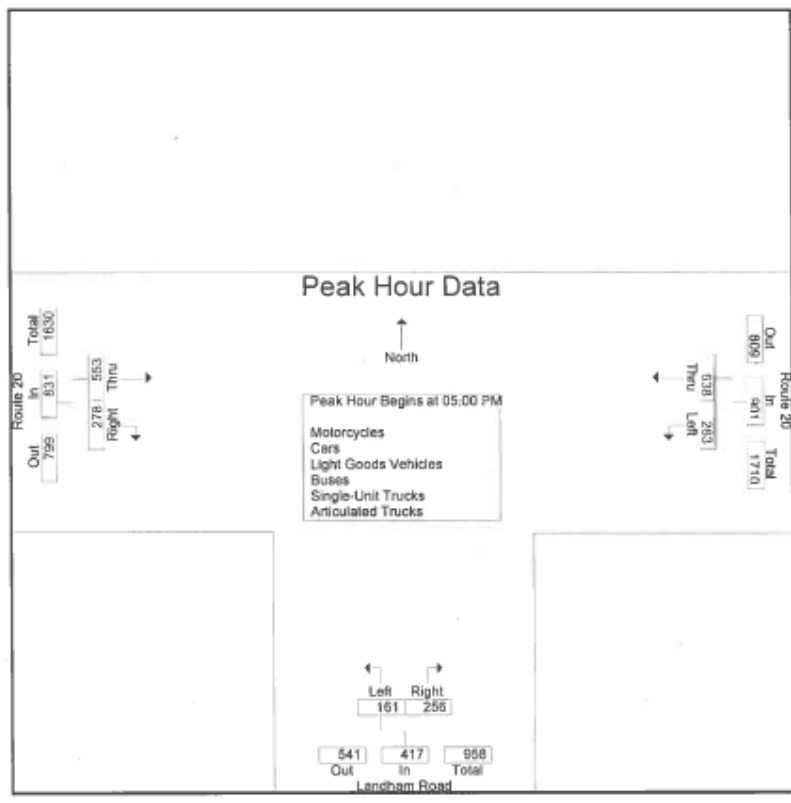 Peak Hour Data
North
Peak Hour Begins at 05:00 PM
Motorcycles
Cars
Light Goods Vehicles
Buses
Single-Unit Trucks
Articulated Trucks
Route 20
Out In Total
799 831 1630
Right Thru
278 553
Route 20
Out In Total
809 901 1710
Thru Left
638 263
Left Right
161 256
541 417 958
Out In Total
Landham Road